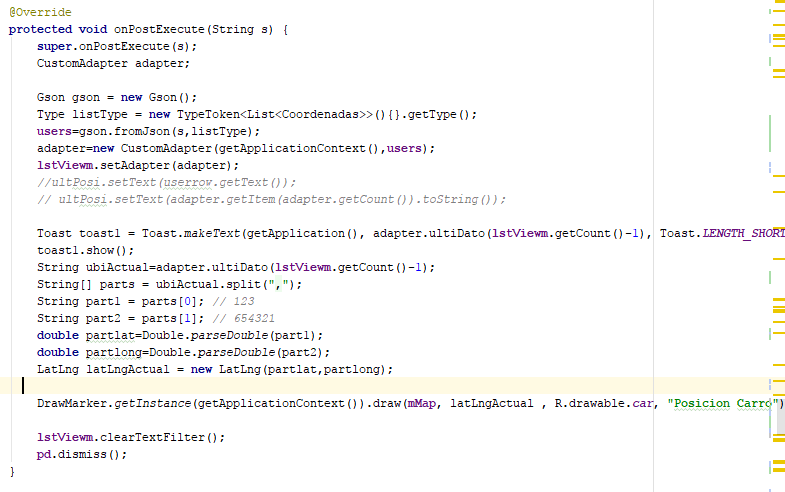 @Override
protected void onPostExecute(String s) {
super.onPostExecute(s);
CustomAdapter adapter;
Gson gson = new Gson();
Type listType = new TypeToken<List<Coordenadas>>(){}.getType();
users=gson.fromJson(s,listType);
adapter=new CustomAdapter(getApplicationContext(),users);
lstViewm.setAdapter(adapter);
//ultPosi.setText(userrow.getText());
// ultPosi.setText(adapter.getItem(adapter.getCount()).toString());
Toast toast1 = Toast.makeText(getApplication(), adapter.ultiDato(lstViewm.getCount()-1), Toast.LENGTH_SHORT
toast1.show();
String ubiActual=adapter.ultiDato(lstViewm.getCount()-1);
String[] parts = ubiActual.split(",");
String part1 = parts[0]; // 123
String part2 = parts[1]; // 654321
double partlat=Double.parseDouble(part1);
double partlong=Double.parseDouble(part2);
LatLng latLngActual = new LatLng(partlat,partlong);
DrawMarker.getInstance(getApplicationContext()).draw(mMap, latLngActual , R.drawable.car, "Posicion Carro")
lstViewm.clearTextFilter();
pd.dismiss();
}